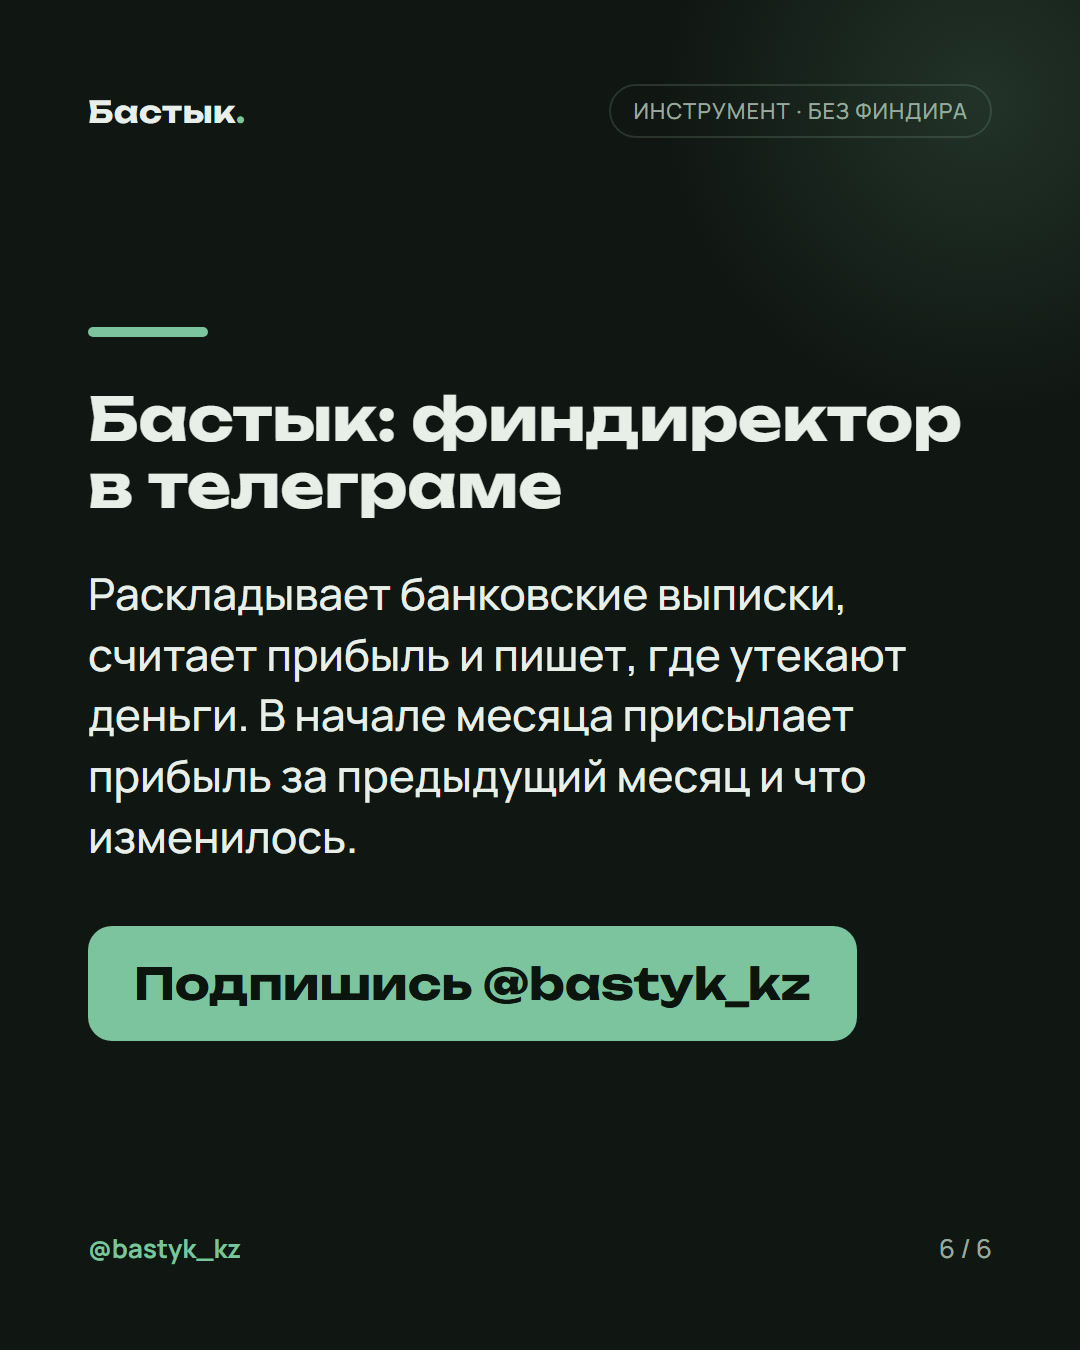 Бастык.
ИНСТРУМЕНТ · БЕЗ ФИНДИРА
Бастык: финдиректор
в телеграме
Раскладывает банковские выписки,
считает прибыль и пишет, где утекают
деньги. В начале месяца присылает
прибыль за предыдущий месяц и что
изменилось.
Подпишись @bastyk_kz
@bastyk_kz
6 / 6